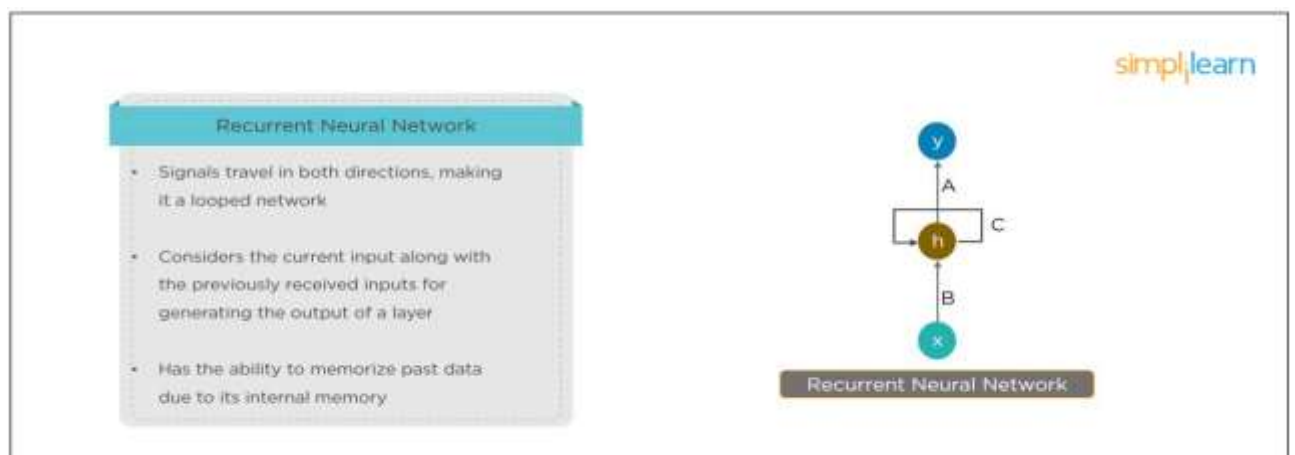 simplilearn
Recurrent Neural Network
• Signals travel in both directions, making
it a looped network
• Considers the current input along with
the previously received inputs for
generating the output of a layer
• Has the ability to memorize past data
due to its internal memory
y
A
C
h
B
x
Recurrent Neural Network